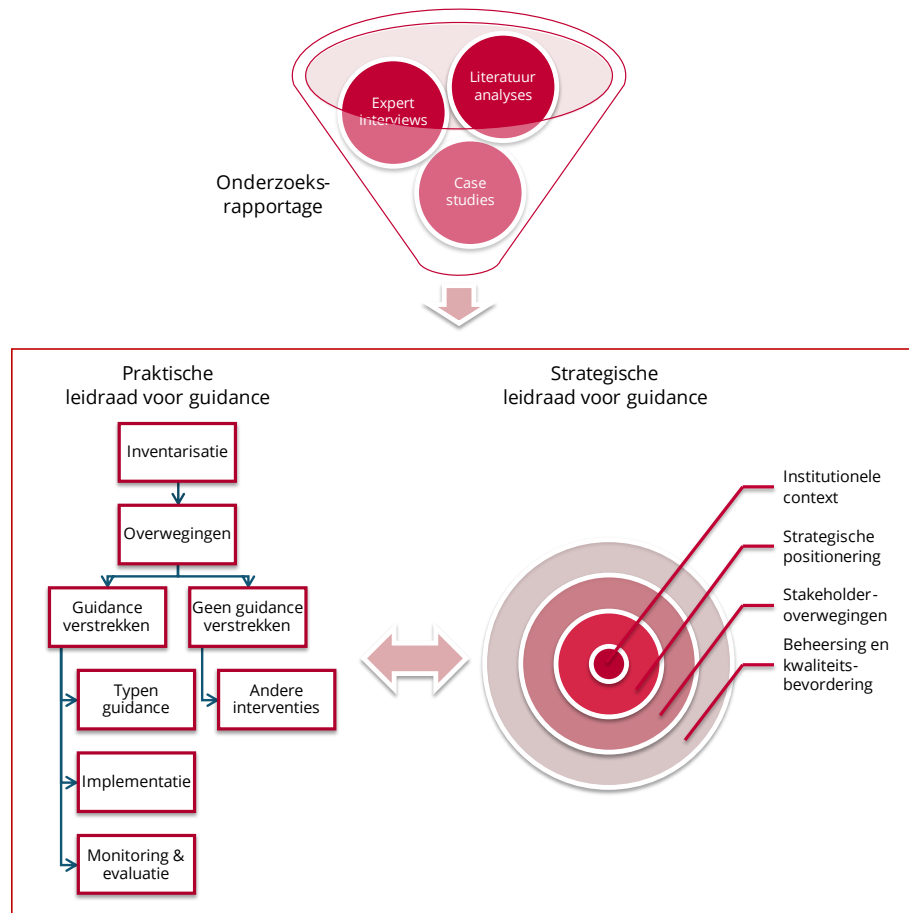 Literatuur
analyses
Expert
interviews
Case
studies
Onderzoeks-
rapportage
Praktische
leidraad voor guidance
Inventarisatie
Overwegingen
Guidance
verstrekken
Geen guidance
verstrekken
Typen
guidance
Andere
interventies
Implementatie
Monitoring &
evaluatie
Strategische
leidraad voor guidance
Institutionele
context
Strategische
positionering
Stakeholder-
overwegingen
Beheersing en
kwaliteits-
bevordering